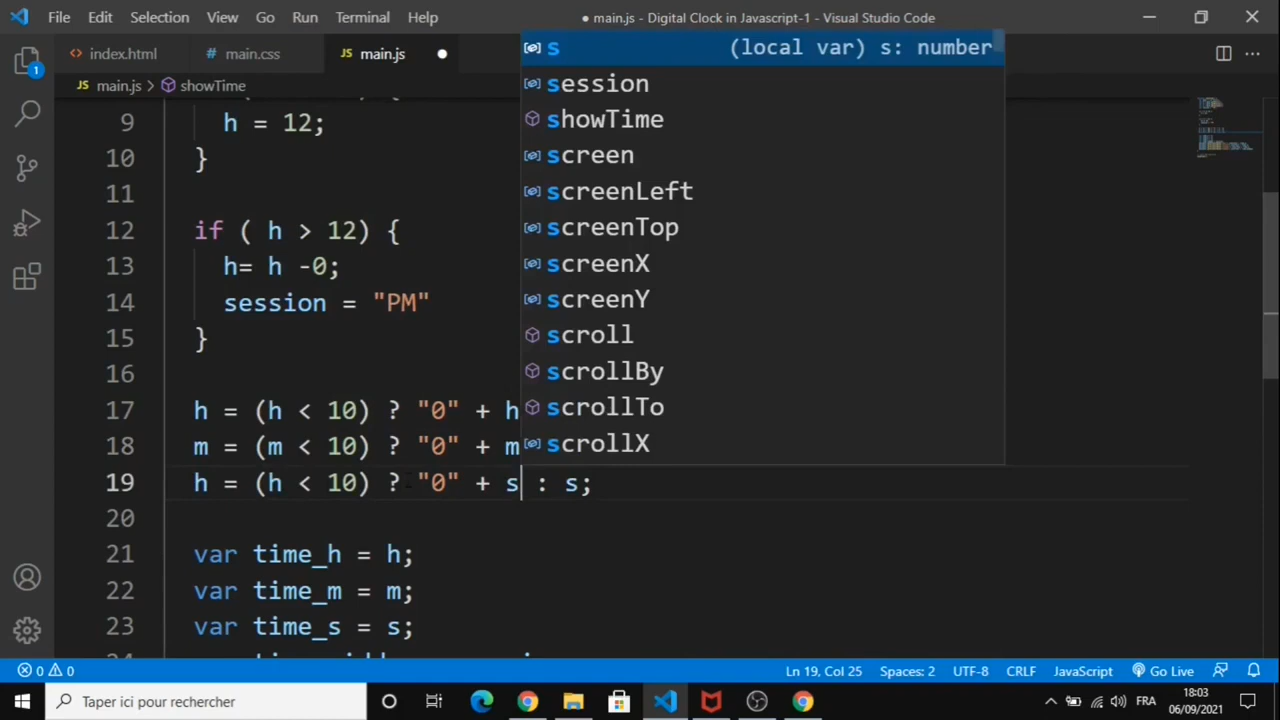 File Edit Selection View Go Run Terminal Help ● main.js - Digital Clock in Javascript-1 - Visual Studio Code
index.html # main.css JS main.js ●
JS main.js > showTime
1
9 h = 12;
10 }
11
12 if ( h > 12) {
13 h= h -0;
14 session = "PM"
15 }
16
17 h = (h < 10) ? "0" + h
18 m = (m < 10) ? "0" + m
19 h = (h < 10) ? "0" + s : s;
20
21 var time_h = h;
22 var time_m = m;
23 var time_s = s;
s (local var) s: number
session
showTime
screen
screenLeft
screenTop
screenX
screenY
scroll
scrollBy
scrollTo
scrollX
0 0 Ln 19, Col 25 Spaces: 2 UTF-8 CRLF JavaScript Go Live
Taper ici pour rechercher FRA 18:03
06/09/2021